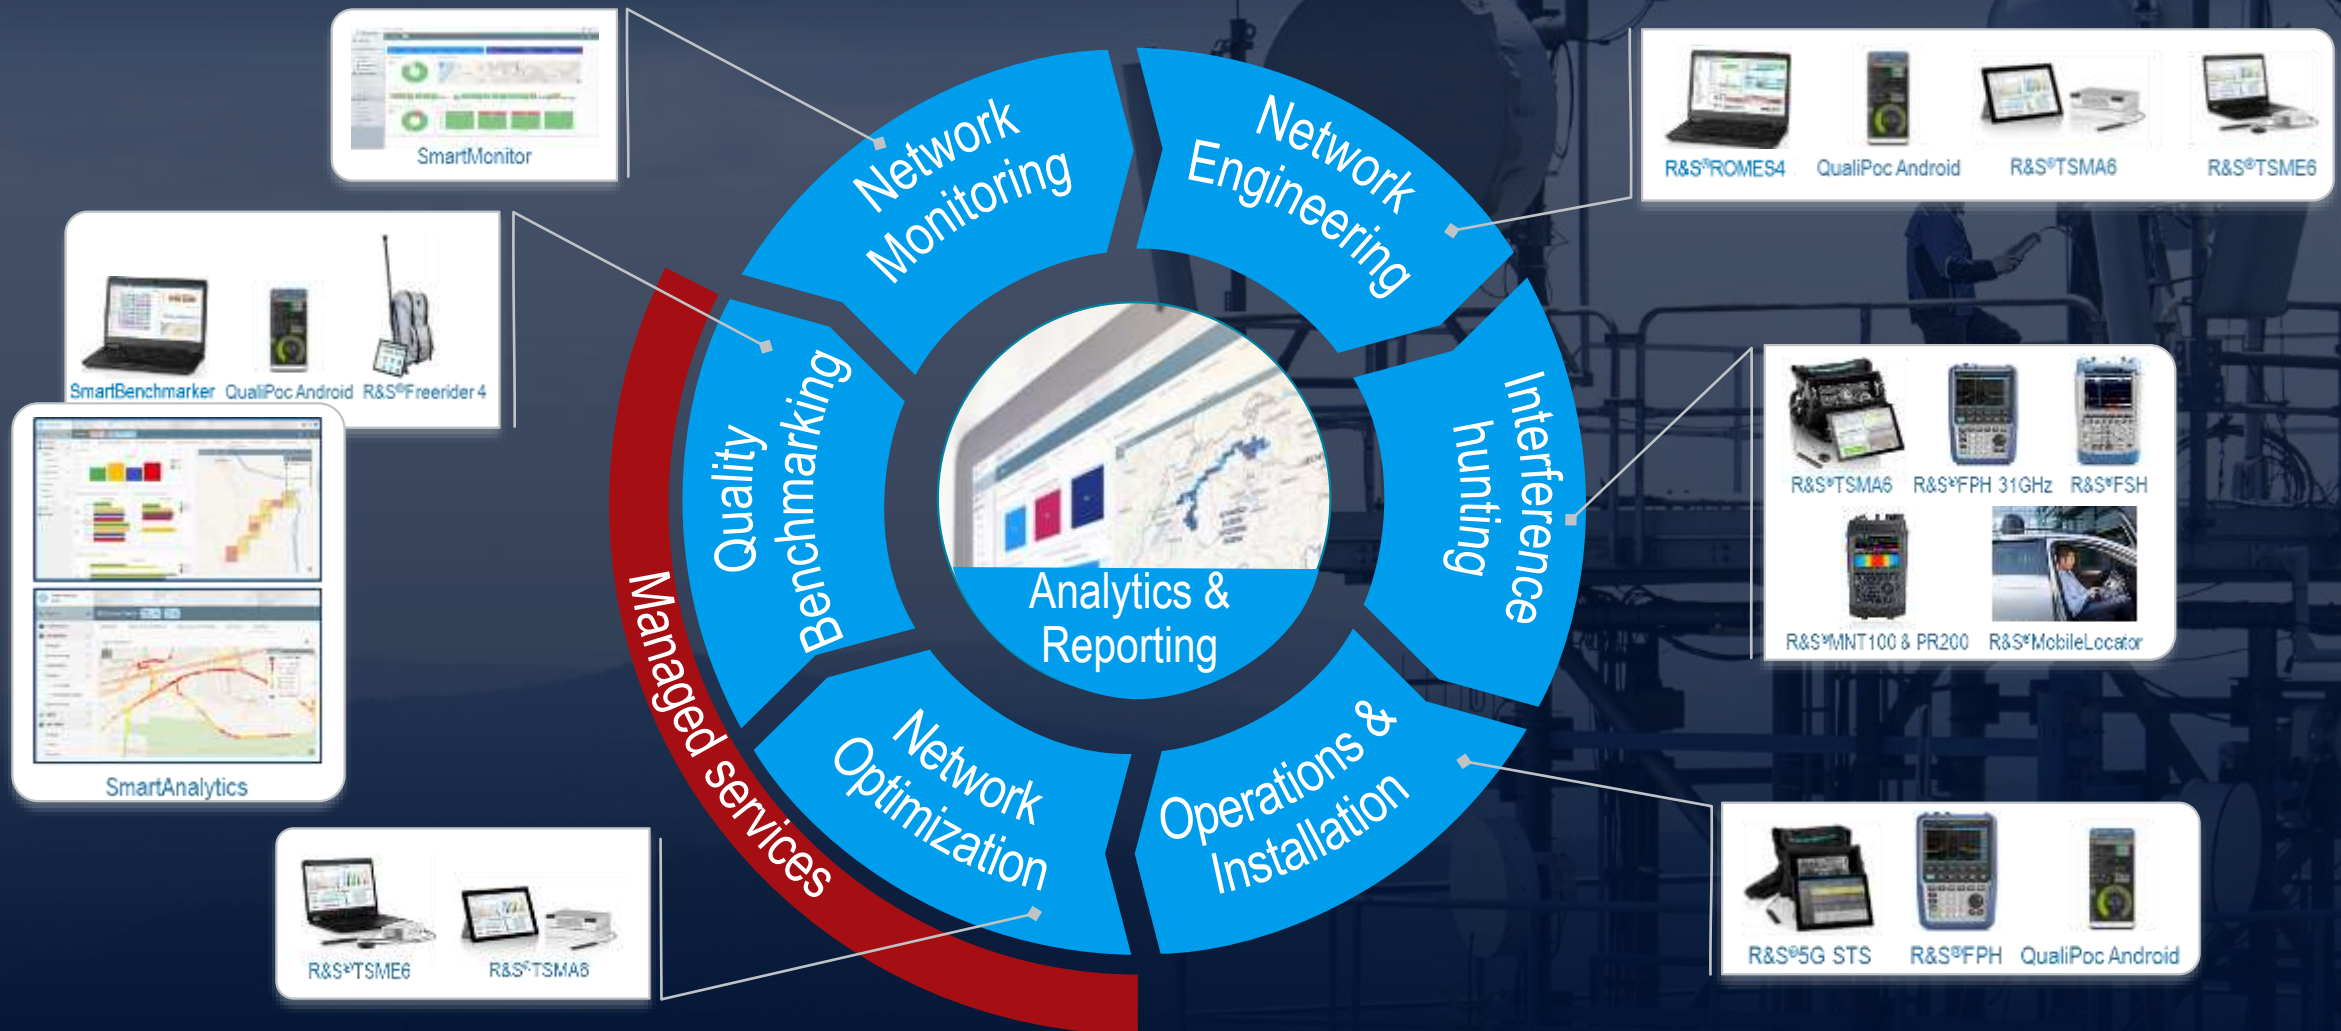 SmartMonitor
Network
Monitoring
Network
Engineering
R&S®ROMES4
QualiPoc Android
R&S®TSMA6
R&S®TSME6
SmartBenchmarker
QualiPoc Android
R&S®Freerider 4
SmartAnalytics
Quality
Benchmarking
Interference
hunting
R&S®TSMA6
R&S®FPH 31GHz
R&S®FSH
R&S®MNT100 & PR200
R&S®MobileLocator
Analytics &
Reporting
Managed services
Network
Optimization
Operations &
Installation
R&S®TSME6
R&S®TSMA6
R&S®5G STS
R&S®FPH
QualiPoc Android